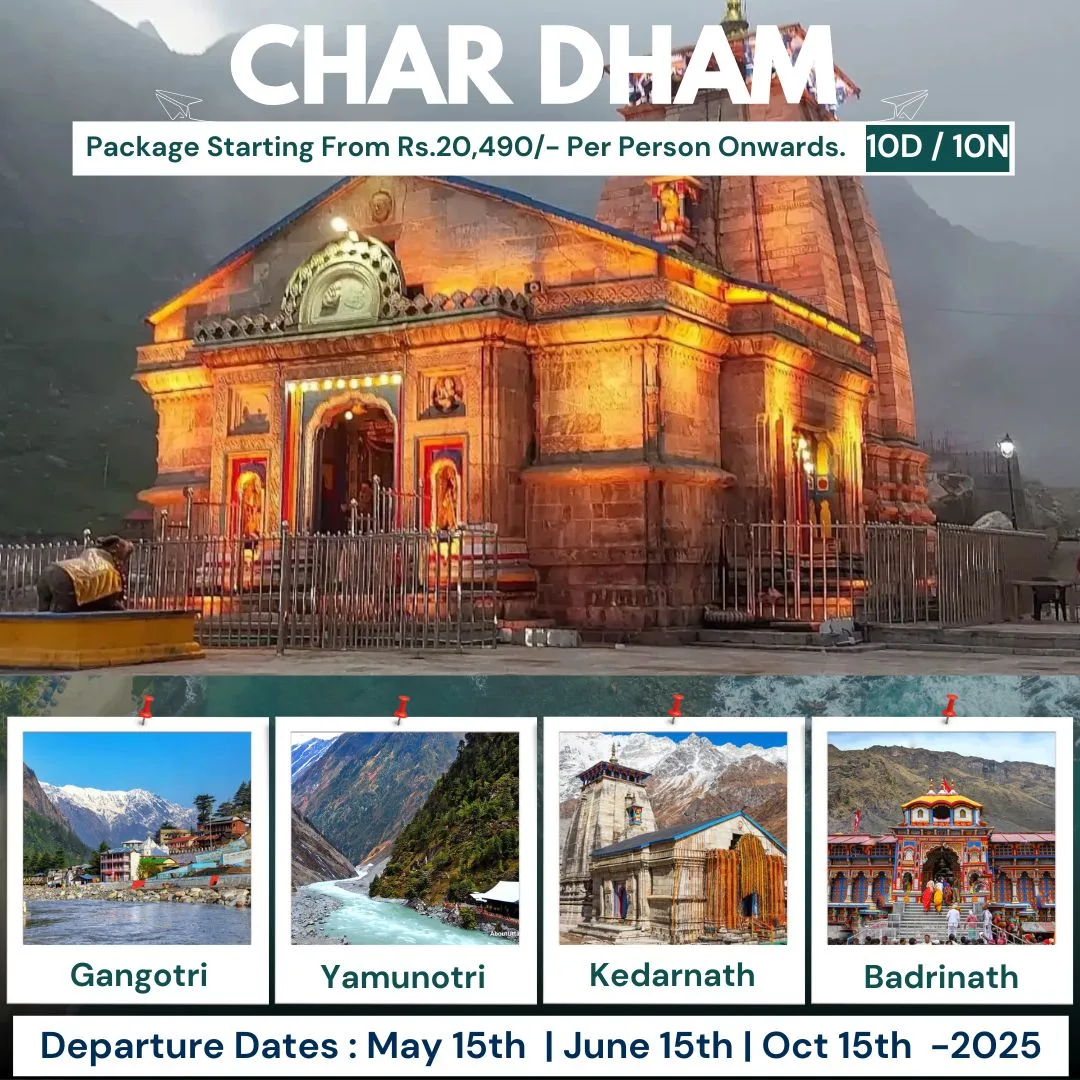 CHAR DHAM
Package Starting From Rs.20,490/- Per Person Onwards. 10D / 10N
Gangotri
Yamunotri
Kedarnath
Badrinath
Departure Dates : May 15th | June 15th | Oct 15th -2025